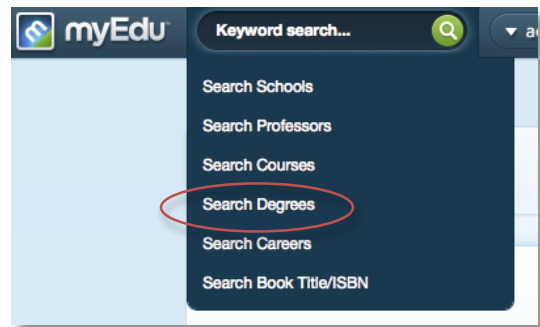 myEdu
Keyword search...
Search Schools
Search Professors
Search Courses
Search Degrees
Search Careers
Search Book Title/ISBN